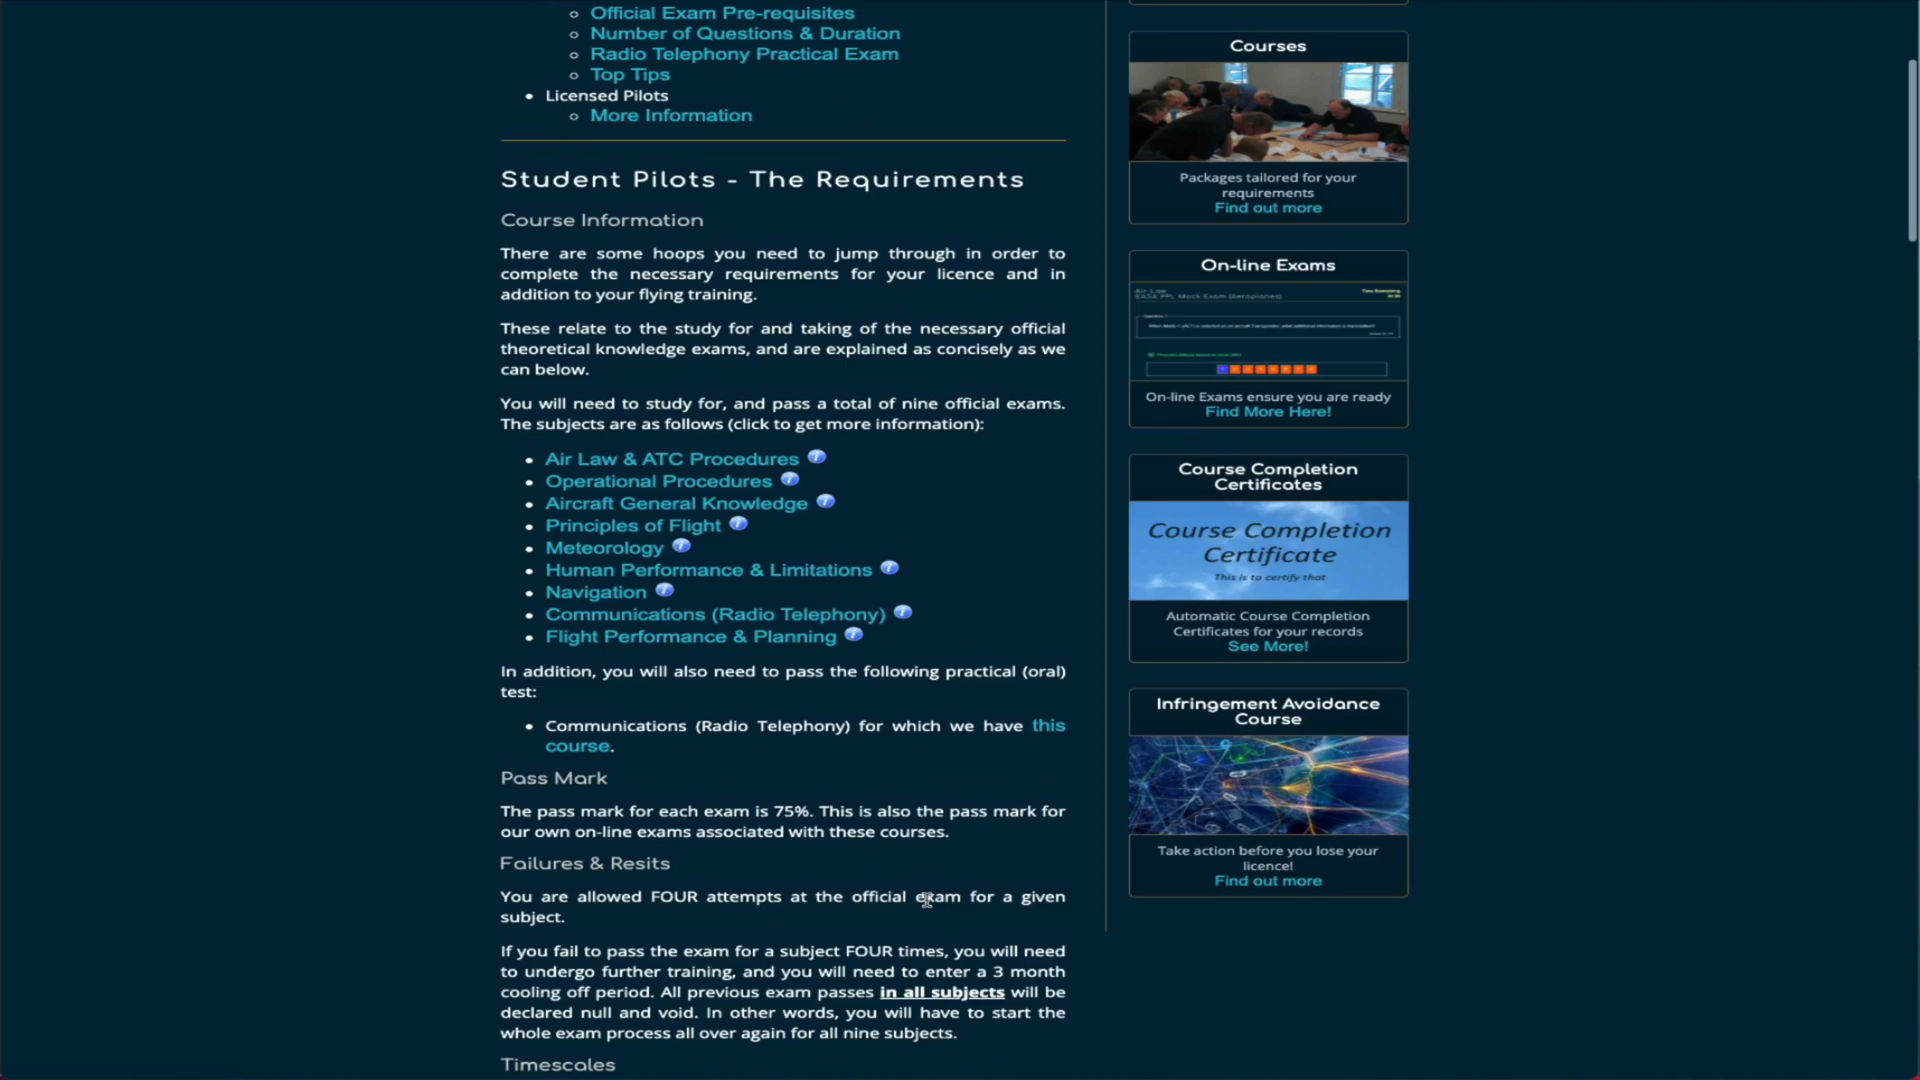 Official Exam Pre-requisites
Number of Questions & Duration
Radio Telephony Practical Exam
Top Tips
Licensed Pilots
More Information
Student Pilots - The Requirements
Course Information
There are some hoops you need to jump through in order to
complete the necessary requirements for your licence and in
addition to your flying training.
These relate to the study for and taking of the necessary official
theoretical knowledge exams, and are explained as concisely as we
can below.
You will need to study for, and pass a total of nine official exams.
The subjects are as follows (click to get more information):
Air Law & ATC Procedures
Operational Procedures
Aircraft General Knowledge
Principles of Flight
Meteorology
Human Performance & Limitations
Navigation
Communications (Radio Telephony)
Flight Performance & Planning
In addition, you will also need to pass the following practical (oral)
test:
Communications (Radio Telephony) for which we have this
course.
Pass Mark
The pass mark for each exam is 75%. This is also the pass mark for
our own on-line exams associated with these courses.
Failures & Resits
You are allowed FOUR attempts at the official exam for a given
subject.
If you fail to pass the exam for a subject FOUR times, you will need
to undergo further training, and you will need to enter a 3 month
cooling off period. All previous exam passes in all subjects will be
declared null and void. In other words, you will have to start the
whole exam process all over again for all nine subjects.
Timescales
Courses
Packages tailored for your
requirements
Find out more
On-line Exams
Air Law
EASA PPL Mock Exam (Aeroplanes)
Time Remaining
On-line Exams ensure you are ready
Find More Here!
Course Completion
Certificates
Course Completion
Certificate
This is to certify that
Automatic Course Completion
Certificates for your records
See More!
Infringement Avoidance
Course
Take action before you lose your
licence!
Find out more